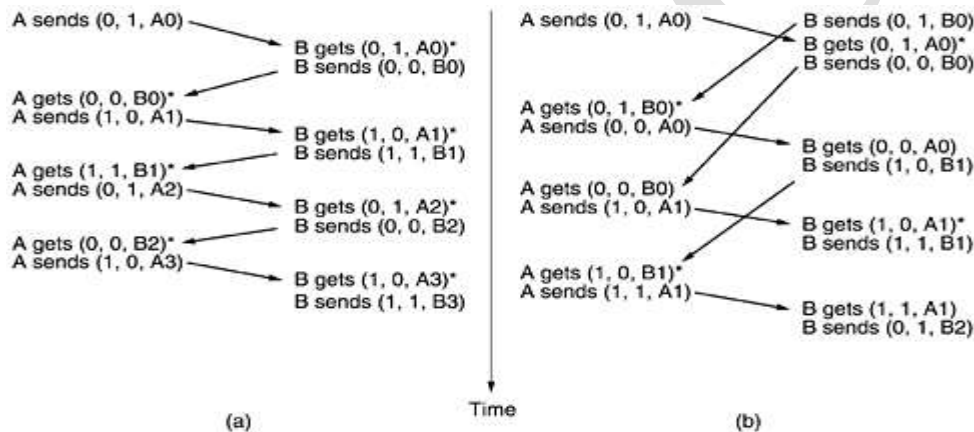 A sends (0, 1, A0)
B gets (0, 1, A0)*
B sends (0, 0, B0)
A gets (0, 0, B0)*
A sends (1, 0, A1)
B gets (1, 0, A1)*
B sends (1, 1, B1)
A gets (1, 1, B1)*
A sends (0, 1, A2)
B gets (0, 1, A2)*
B sends (0, 0, B2)
A gets (0, 0, B2)*
A sends (1, 0, A3)
B gets (1, 0, A3)*
B sends (1, 1, B3)
(a)
Time
A sends (0, 1, A0)
B sends (0, 1, B0)
B gets (0, 1, A0)*
B sends (0, 0, B0)
A gets (0, 1, B0)*
A sends (0, 0, A0)
B gets (0, 0, A0)
B sends (1, 0, B1)
A gets (0, 0, B0)
A sends (1, 0, A1)
B gets (1, 0, A1)*
B sends (1, 1, B1)
A gets (1, 0, B1)*
A sends (1, 1, A1)
B gets (1, 1, A1)
B sends (0, 1, B2)
(b)